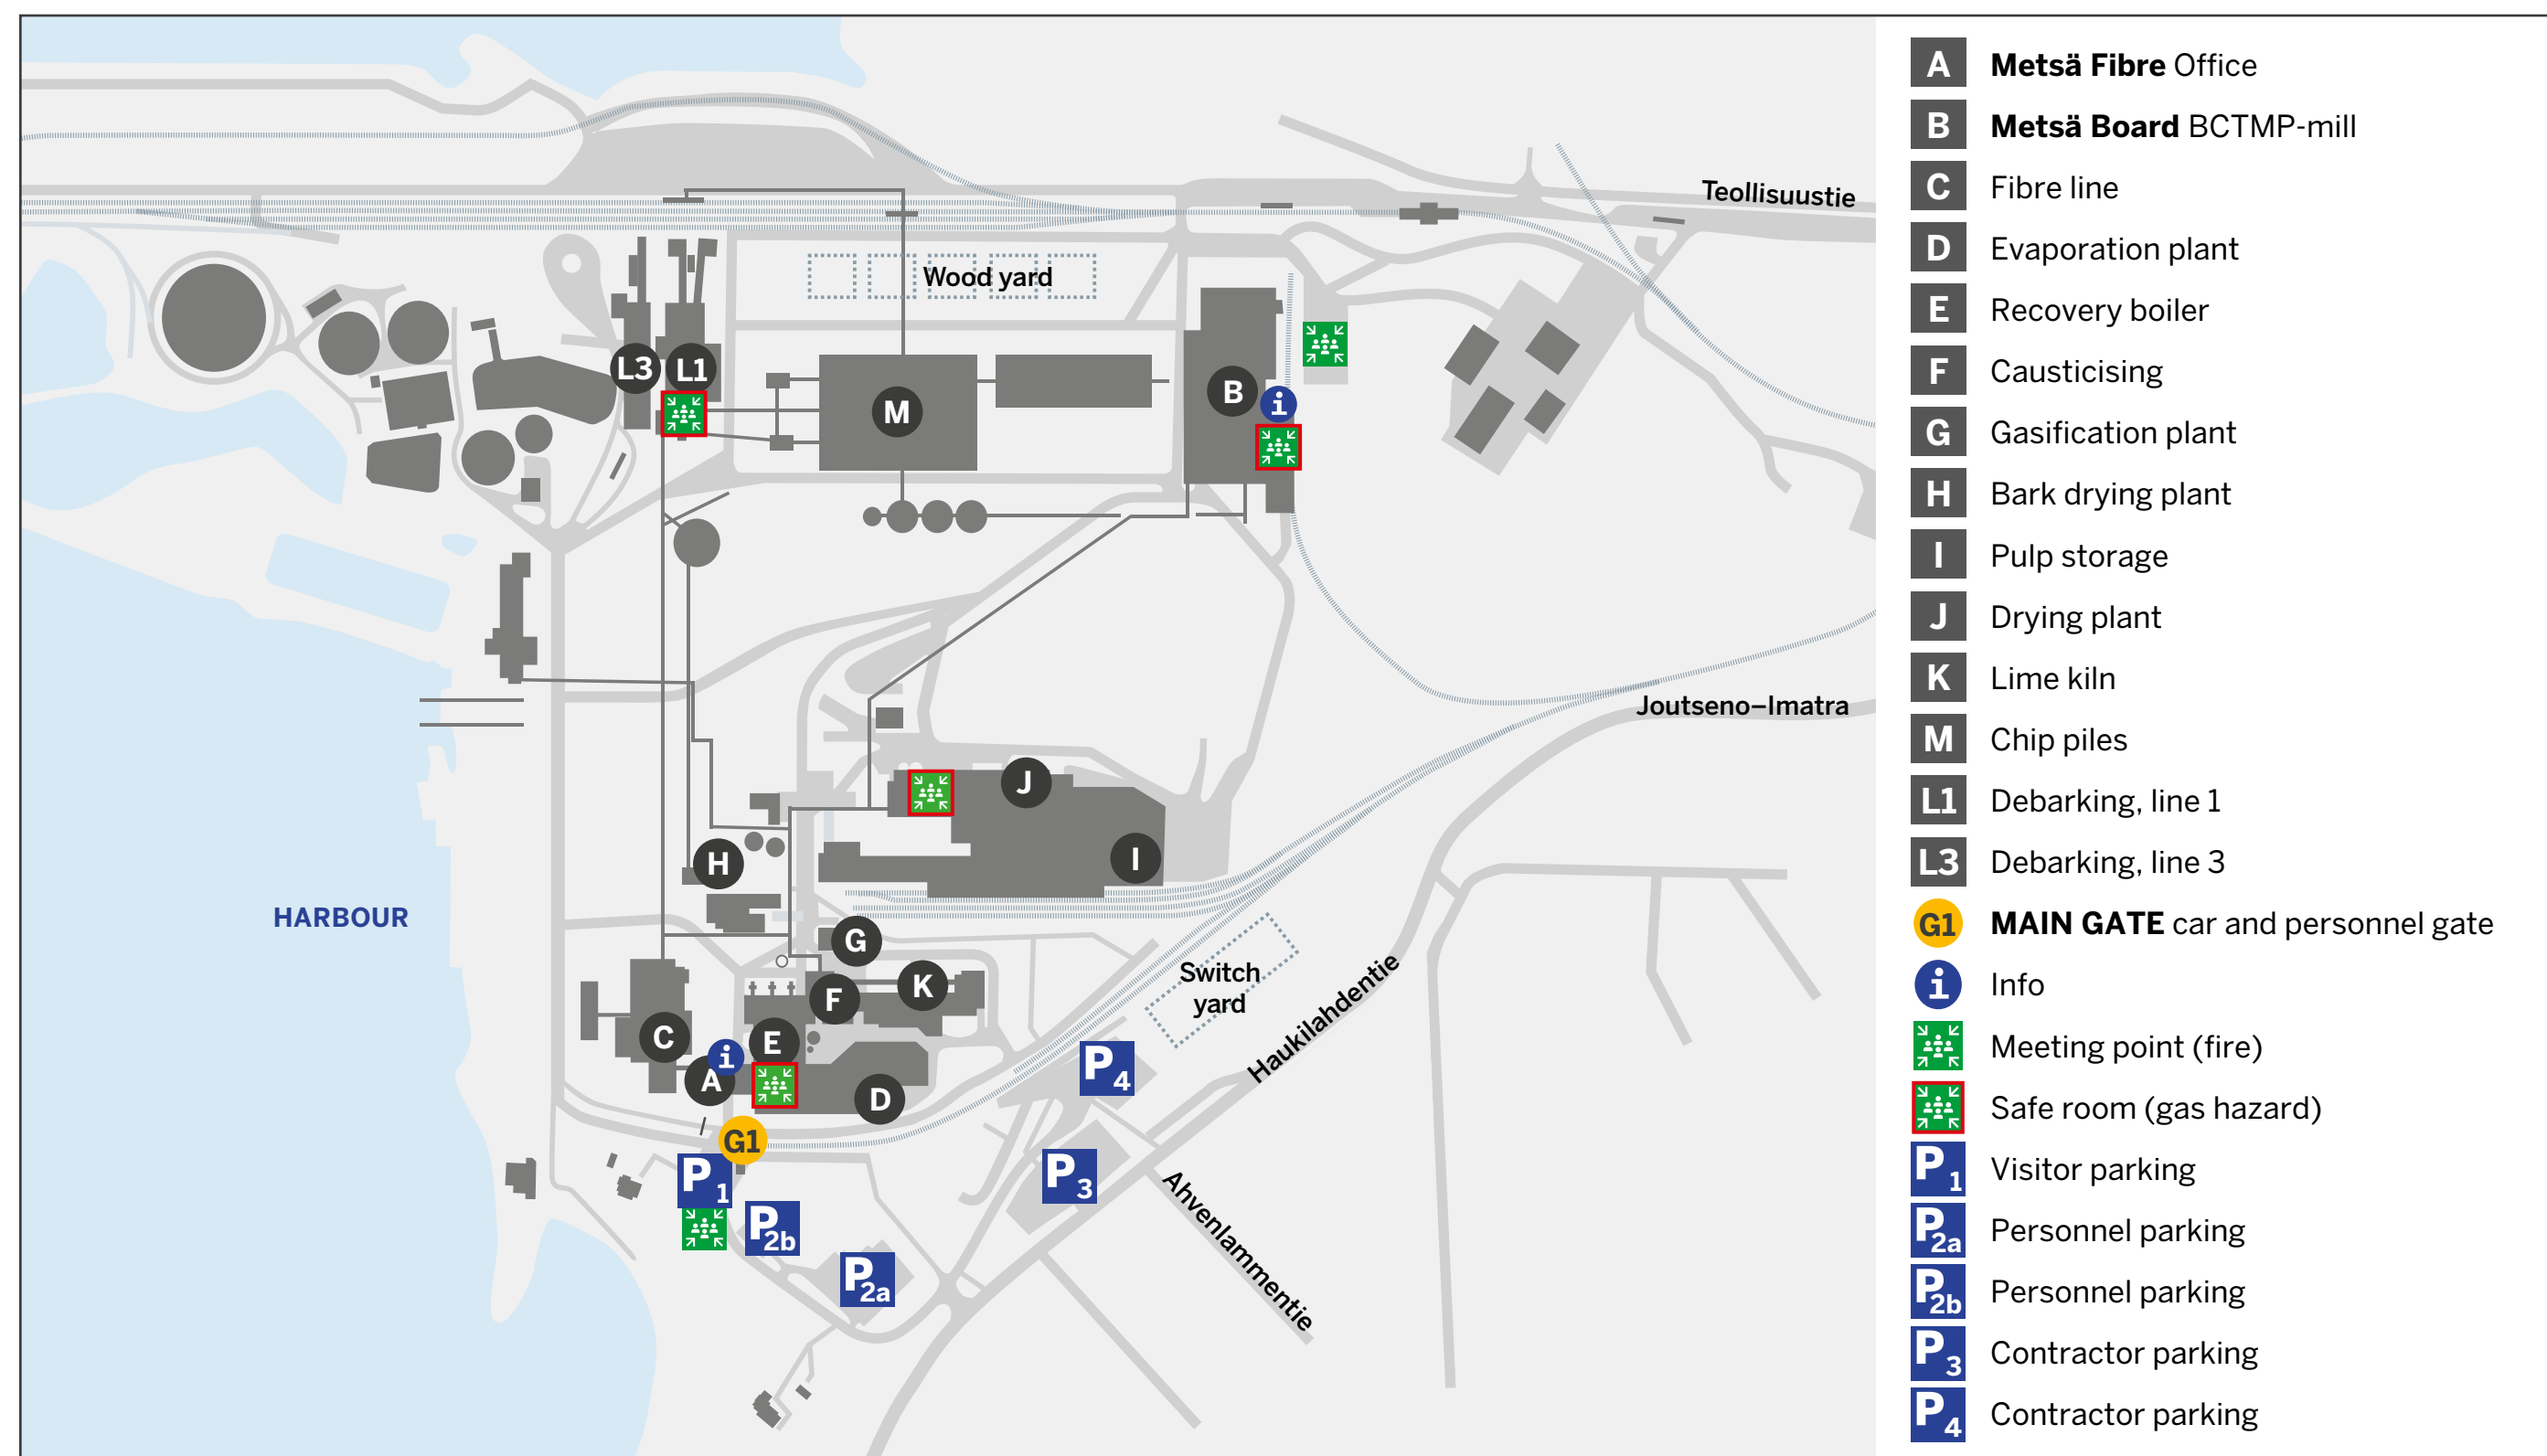 Teollisuustie
Wood yard
L3
L1
M
B
i
Joutseno–Imatra
J
I
H
HARBOUR
G
K
F
Switch
yard
Haukilahdentie
C
E
i
A
D
P4
G1
P1
P3
P2b
P2a
Ahvenlammentie
A Metsä Fibre Office
B Metsä Board BCTMP-mill
C Fibre line
D Evaporation plant
E Recovery boiler
F Causticising
G Gasification plant
H Bark drying plant
I Pulp storage
J Drying plant
K Lime kiln
M Chip piles
L1 Debarking, line 1
L3 Debarking, line 3
G1 MAIN GATE car and personnel gate
i Info
Meeting point (fire)
Safe room (gas hazard)
P1 Visitor parking
P2a Personnel parking
P2b Personnel parking
P3 Contractor parking
P4 Contractor parking